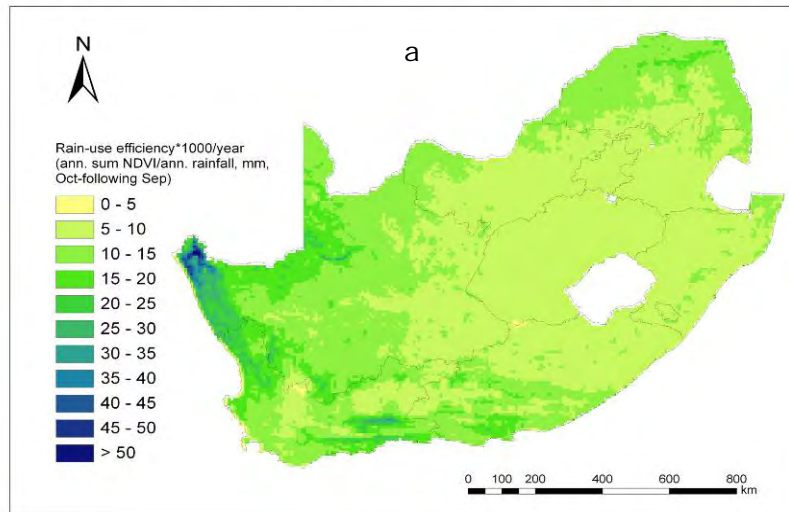 a
N
Rain-use efficiency*1000/year
(ann. sum NDVI/ann. rainfall, mm,
Oct-following Sep)
0 - 5
5 - 10
10 - 15
15 - 20
20 - 25
25 - 30
30 - 35
35 - 40
40 - 45
45 - 50
> 50
0 100 200 400 600 800
km